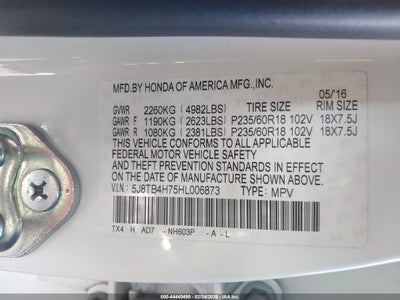 MFD.BY HONDA OF AMERICA MFG.,INC.
05/'16
GVWR 2260KG (4982LBS) TIRE SIZE RIM SIZE
GAWR F 1190KG (2623LBS) P235/60R18 102V 18X7.5J
GAWR R 1080KG (2381LBS) P235/60R18 102V 18X7.5J
THIS VEHICLE CONFORMS TO ALL APPLICABLE
FEDERAL MOTOR VEHICLE SAFETY
AND THEFT PREVENTION STANDARDS IN EFFECT
ON THE DATE OF MANUFACTURE SHOWN ABOVE.
V.I.N: 5J8TB4H75HL006873 TYPE: MPV
TX4 H AD7 - NH603P - A - L
000-44440490 - 02/24/2026 - IAA Inc.